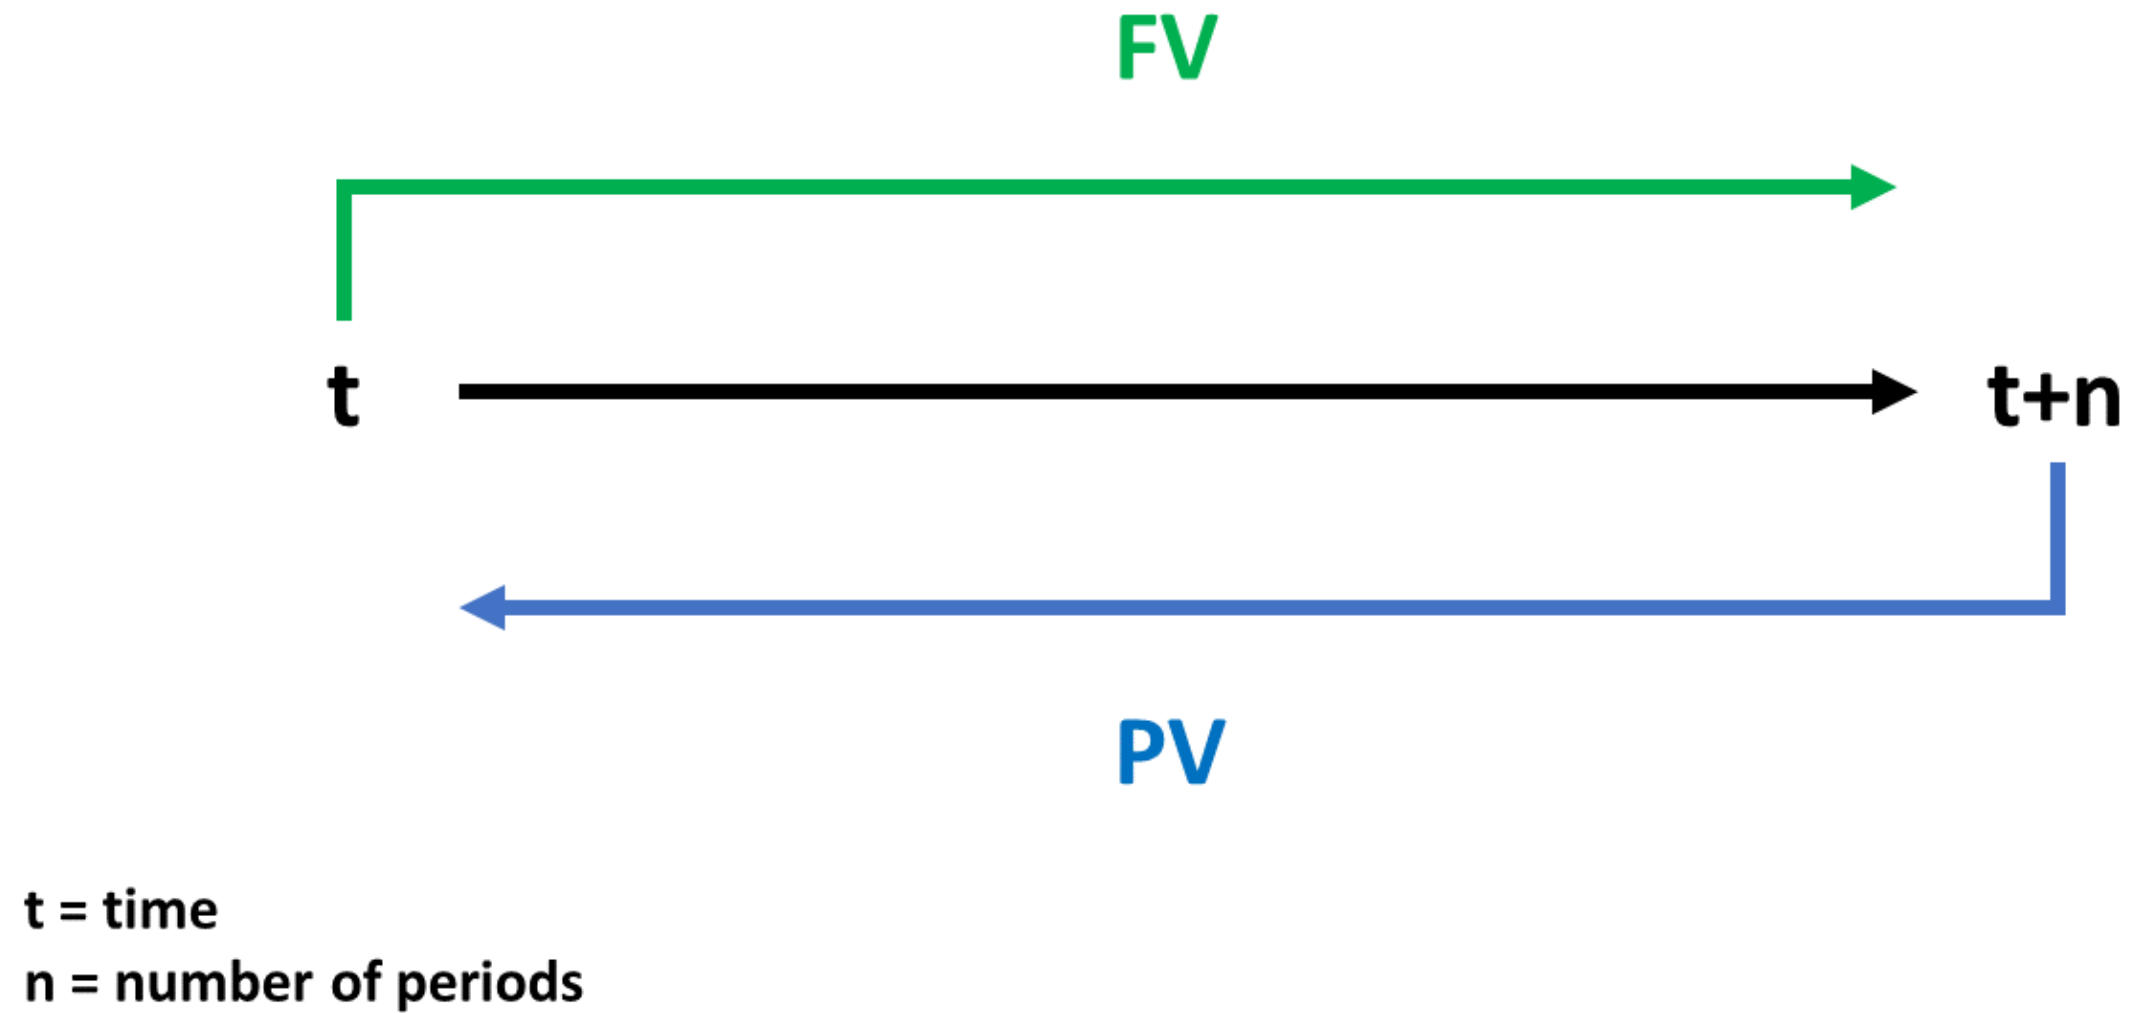 FV
t
t+n
PV
t = time
n = number of periods